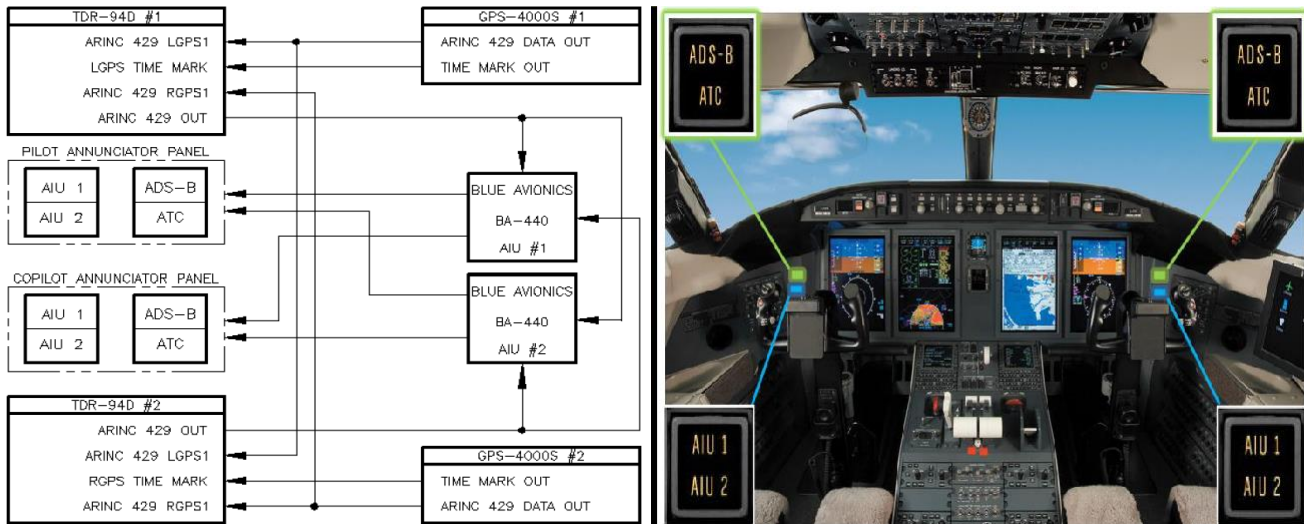 TDR-94D #1
ARINC 429 LGPS1
LGPS TIME MARK
ARINC 429 RGPS1
ARINC 429 OUT
GPS-4000S #1
ARINC 429 DATA OUT
TIME MARK OUT
PILOT ANNUNCIATOR PANEL
AIU 1
AIU 2
ADS-B
ATC
BLUE AVIONICS
BA-440
AIU #1
COPILOT ANNUNCIATOR PANEL
AIU 1
AIU 2
ADS-B
ATC
BLUE AVIONICS
BA-440
AIU #2
TDR-94D #2
ARINC 429 OUT
ARINC 429 LGPS1
RGPS TIME MARK
ARINC 429 RGPS1
GPS-4000S #2
TIME MARK OUT
ARINC 429 DATA OUT
ADS-B
ATC
ADS-B
ATC
AIU 1
AIU 2
AIU 1
AIU 2